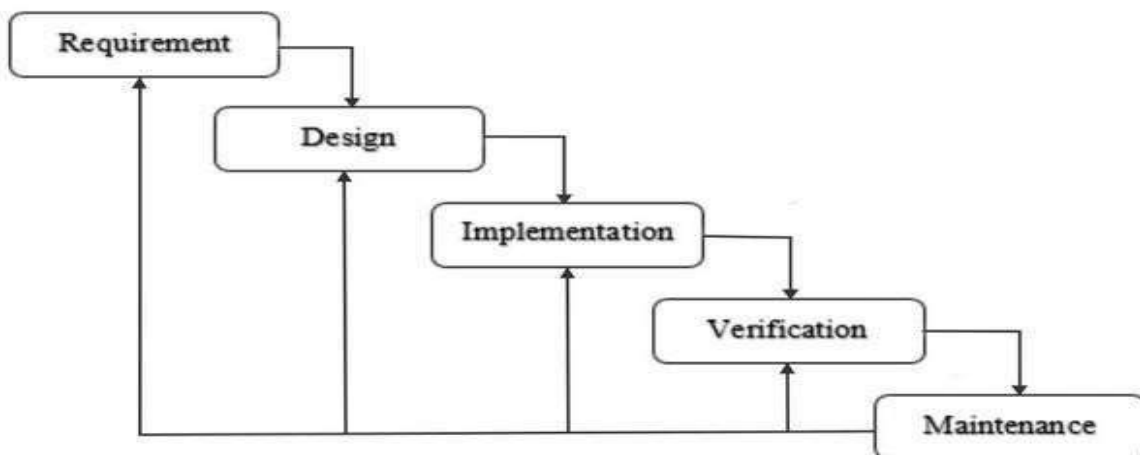 Requirement
Design
Implementation
Verification
Maintenance